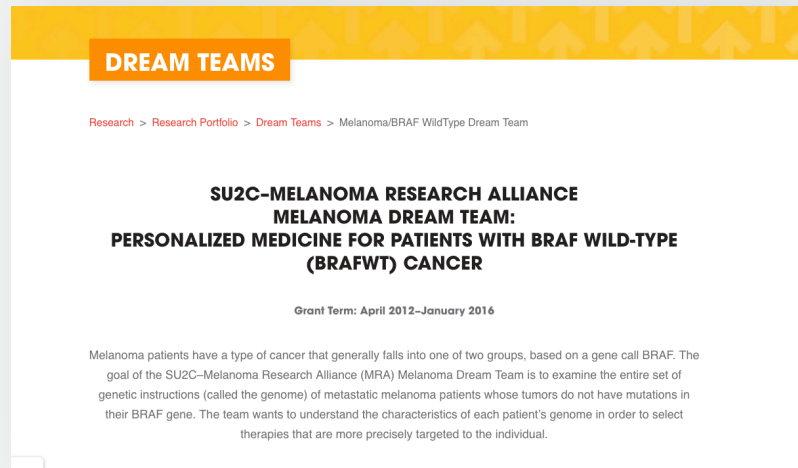 DREAM TEAMS
Research > Research Portfolio > Dream Teams > Melanoma/BRAF WildType Dream Team
SU2C–MELANOMA RESEARCH ALLIANCE
MELANOMA DREAM TEAM:
PERSONALIZED MEDICINE FOR PATIENTS WITH BRAF WILD-TYPE
(BRAFWT) CANCER
Grant Term: April 2012–January 2016
Melanoma patients have a type of cancer that generally falls into one of two groups, based on a gene call BRAF. The
goal of the SU2C–Melanoma Research Alliance (MRA) Melanoma Dream Team is to examine the entire set of
genetic instructions (called the genome) of metastatic melanoma patients whose tumors do not have mutations in
their BRAF gene. The team wants to understand the characteristics of each patient's genome in order to select
therapies that are more precisely targeted to the individual.